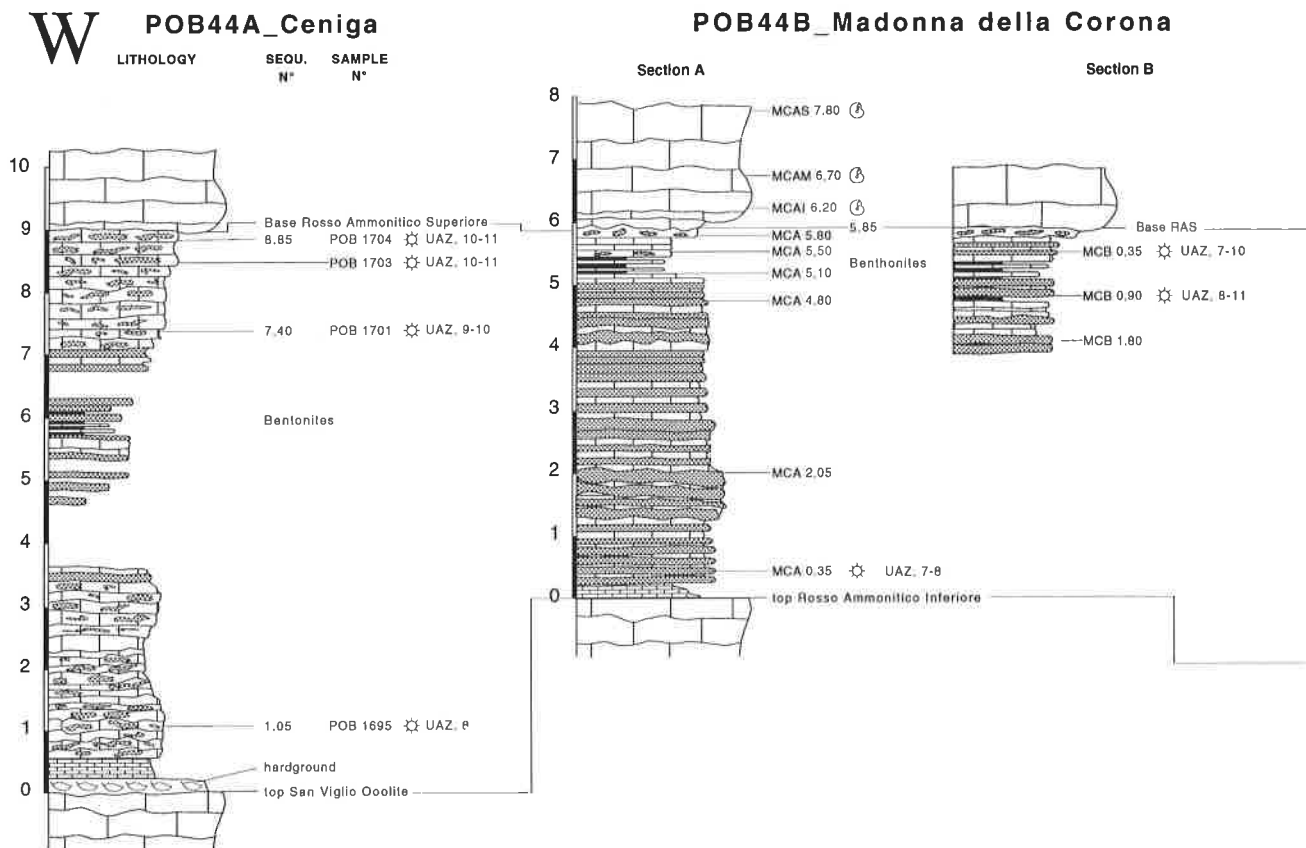 W
POB44A_Ceniga
LITHOLOGY
SEQU. N°
SAMPLE N°
10
9
8
7
6
5
4
3
2
1
0
Base Rosso Ammonitico Superiore
8.85 POB 1704 UAZ, 10-11
POB 1703 UAZ, 10-11
7,40 POB 1701 UAZ, 9-10
Bentonites
1.05 POB 1695 UAZ, 8
hardground
top San Viglio Ooolite
POB44B_Madonna della Corona
Section A
8
7
6
5
4
3
2
1
0
MCAS 7.80
MCAM 6,70
MCAI 6.20
5,85
MCA 5.80
MCA 5,50
Benthonites
MCA 5,10
MCA 4.80
MCA 2,05
MCA 0,35 UAZ, 7-8
top Rosso Ammonitico Inferiore
Section B
Base RAS
MCB 0,35 UAZ, 7-10
MCB 0,90 UAZ, 8-11
MCB 1,80